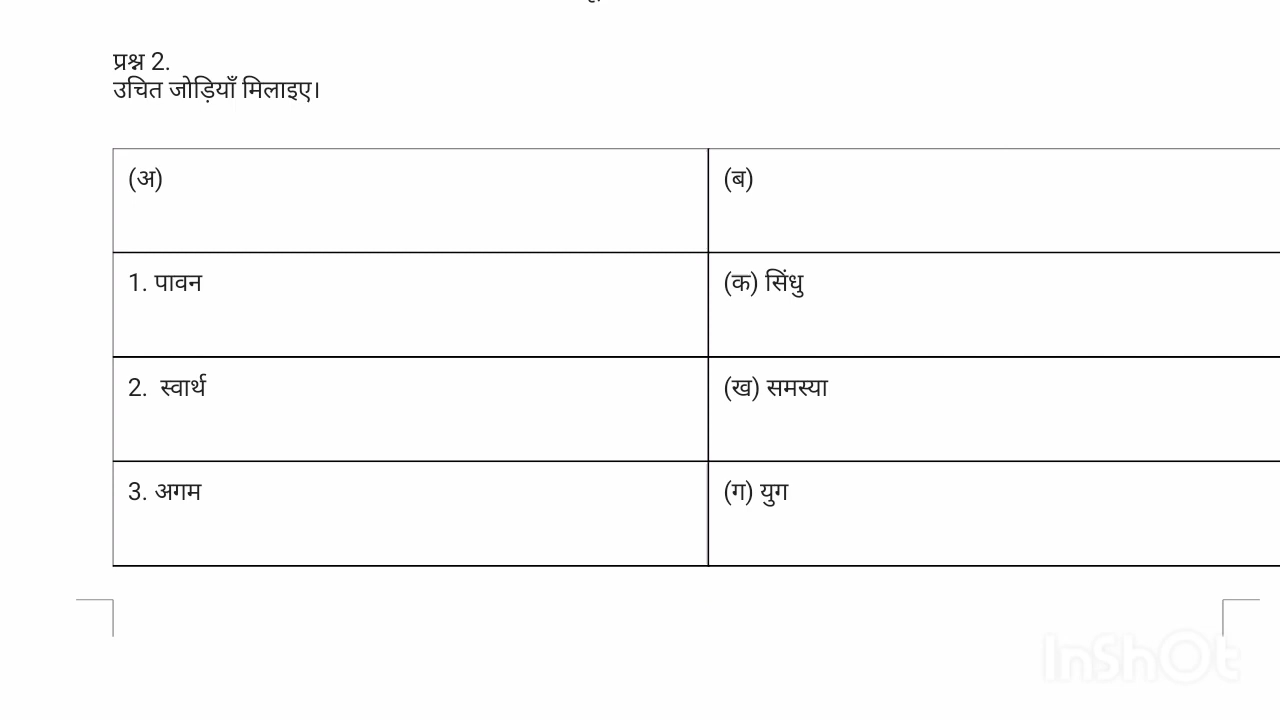 प्रश्न 2.
उचित जोड़ियाँ मिलाइए।
(अ) (ब)
1. पावन (क) सिंधु
2. स्वार्थ (ख) समस्या
3. अगम (ग) युग
InShOt